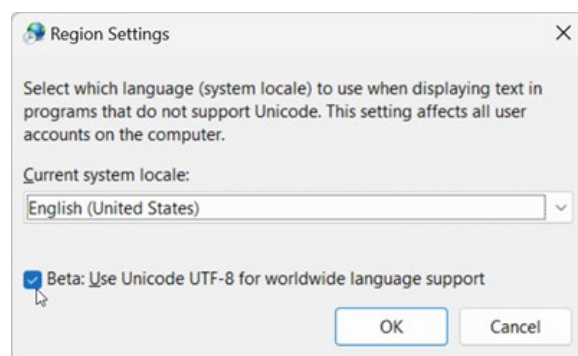 Region Settings
Select which language (system locale) to use when displaying text in
programs that do not support Unicode. This setting affects all user
accounts on the computer.
Current system locale:
English (United States)
Beta: Use Unicode UTF-8 for worldwide language support
OK Cancel